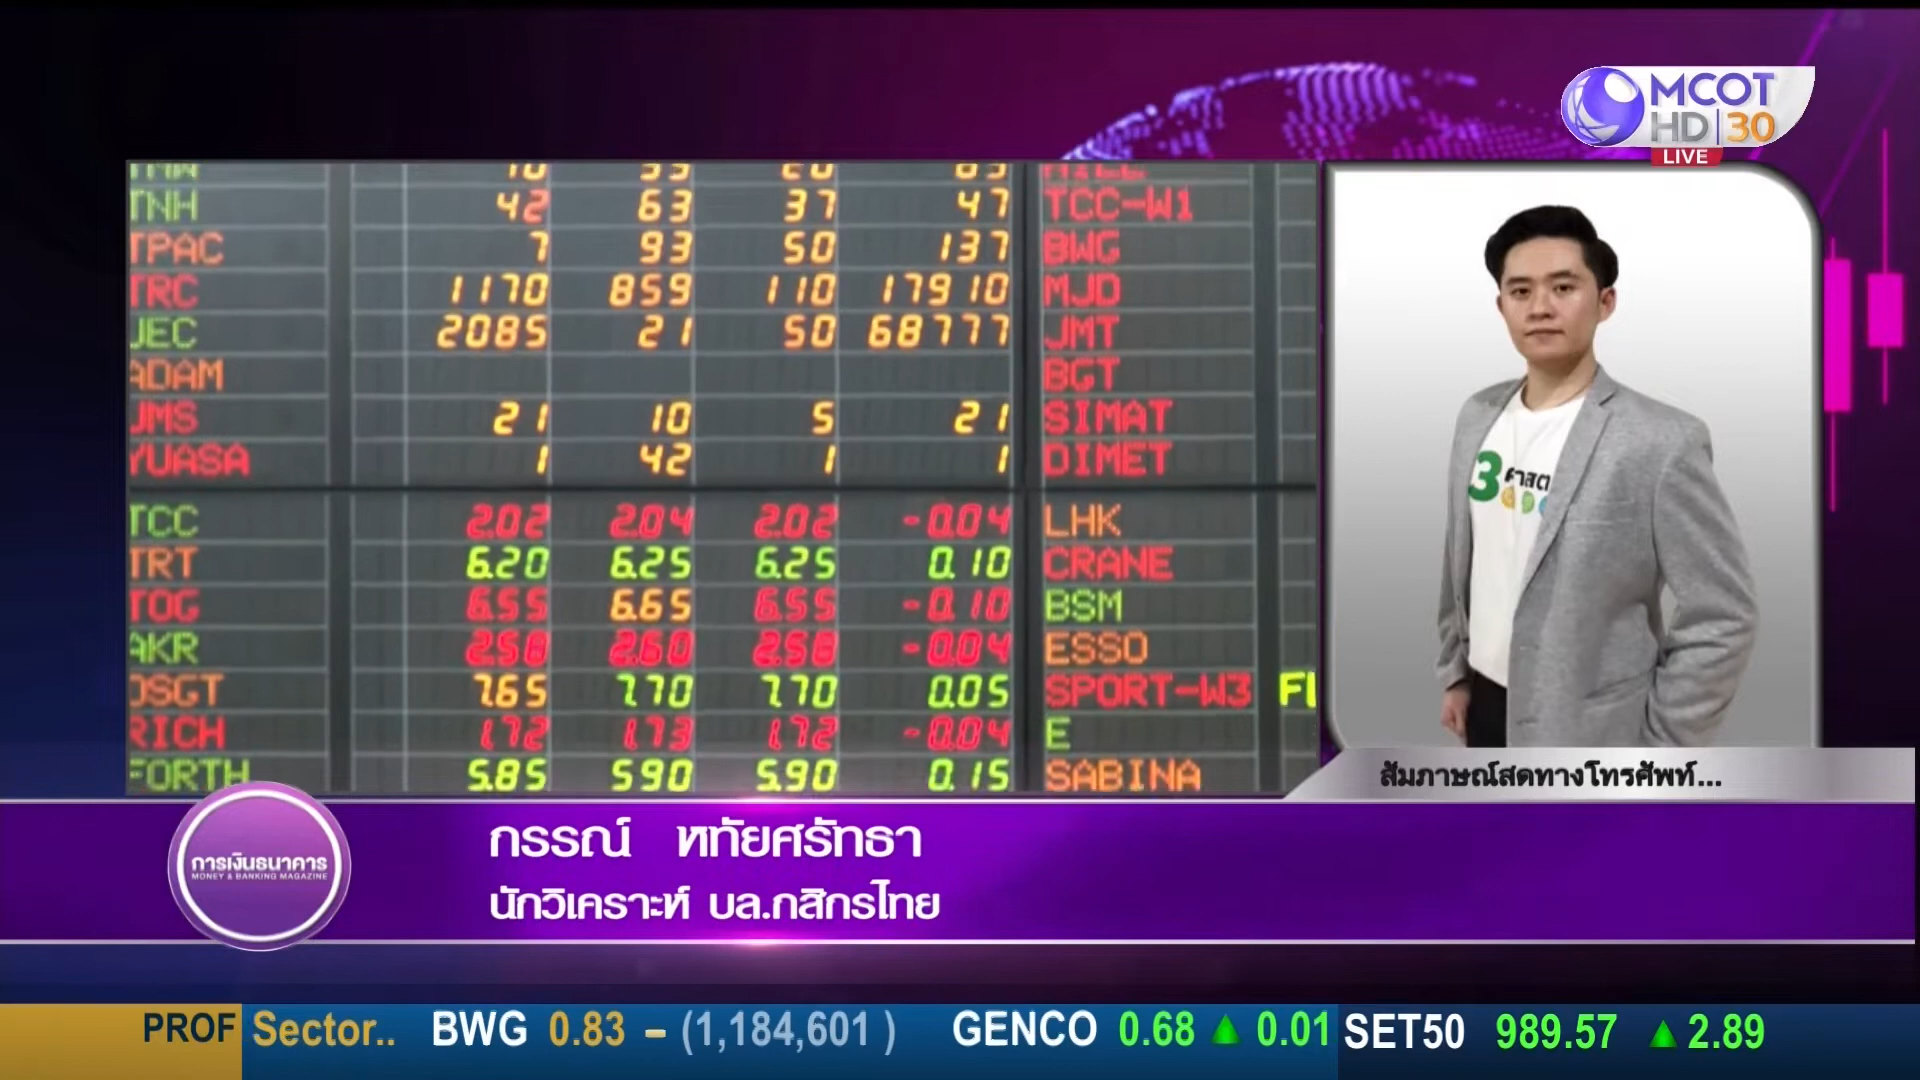 MCOT
HD 30
LIVE
TNH 42 63 37 47 TCC-W1
TPAC 7 93 50 137 BWG
TRC 1170 859 110 17910 MJD
UEC 2085 21 50 68777 JMT
ADAM BGT
UMS 21 10 5 21 SIMAT
YUASA 1 42 1 1 DIMET
TCC 2.02 2.04 2.02 -0.04 LHK
TRT 6.20 6.25 6.25 0.10 CRANE
TOG 6.55 6.65 6.55 -0.10 BSM
AKR 2.58 2.60 2.58 -0.04 ESSO
DSGT 7.65 7.70 7.70 0.05 SPORT-W3
RICH 1.72 1.73 1.72 -0.04 E
FORTH 5.85 5.90 5.90 0.15 SABINA
3 ศาสต
สัมภาษณ์สดทางโทรศัพท์...
การเงินธนาคาร
MONEY & BANKING MAGAZINE
กรรณ์ หทัยศรัทธา
นักวิเคราะห์ บล.กสิกรไทย
PROF Sector.. BWG 0.83 – (1,184,601 ) GENCO 0.68 ▲ 0.01 SET50 989.57 ▲ 2.89